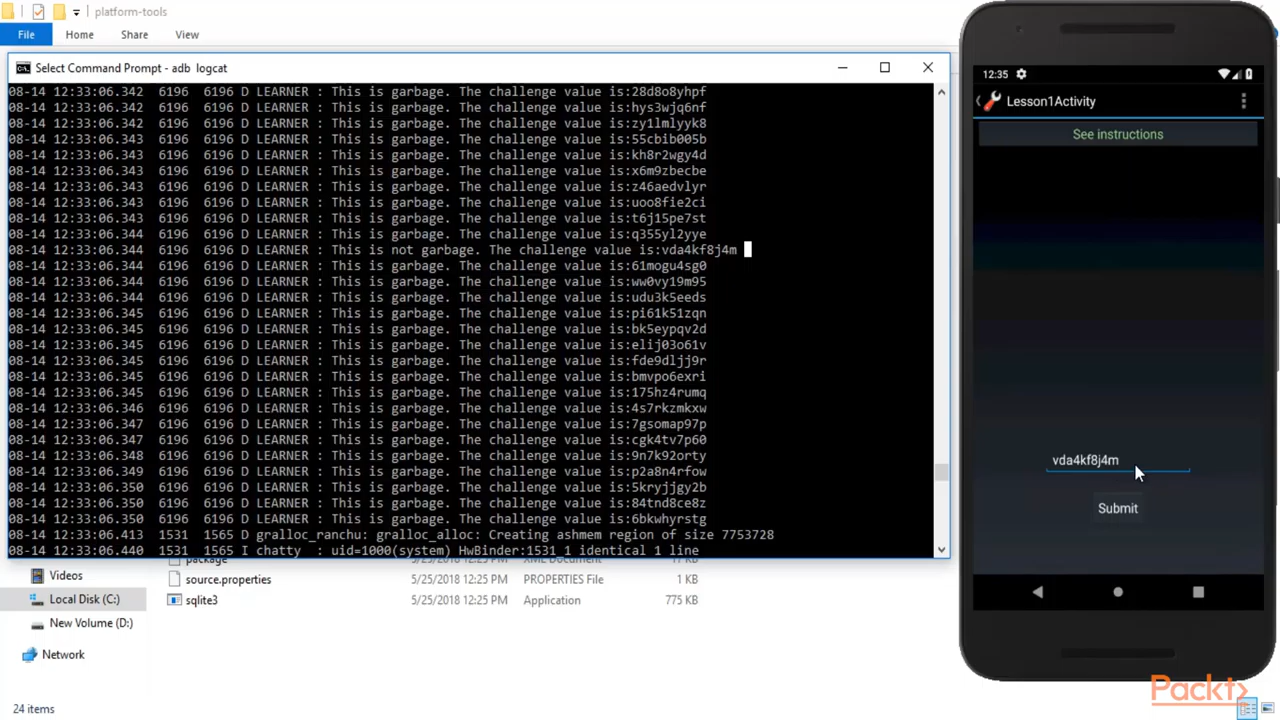 platform-tools
File Home Share View
Select Command Prompt - adb logcat
08-14 12:33:06.342 6196 6196 D LEARNER : This is garbage. The challenge value is:28d8o8yhpf
08-14 12:33:06.342 6196 6196 D LEARNER : This is garbage. The challenge value is:hys3wjq6nf
08-14 12:33:06.342 6196 6196 D LEARNER : This is garbage. The challenge value is:zy1lmlyyk8
08-14 12:33:06.343 6196 6196 D LEARNER : This is garbage. The challenge value is:55cbib005b
08-14 12:33:06.343 6196 6196 D LEARNER : This is garbage. The challenge value is:kh8r2wgy4d
08-14 12:33:06.343 6196 6196 D LEARNER : This is garbage. The challenge value is:x6m9zbecbe
08-14 12:33:06.343 6196 6196 D LEARNER : This is garbage. The challenge value is:z46aedvlyr
08-14 12:33:06.343 6196 6196 D LEARNER : This is garbage. The challenge value is:uoo8fie2ci
08-14 12:33:06.343 6196 6196 D LEARNER : This is garbage. The challenge value is:t6j15pe7st
08-14 12:33:06.343 6196 6196 D LEARNER : This is garbage. The challenge value is:q355yl2yye
08-14 12:33:06.344 6196 6196 D LEARNER : This is not garbage. The challenge value is:vda4kf8j4m
08-14 12:33:06.344 6196 6196 D LEARNER : This is garbage. The challenge value is:61mogu4sg0
08-14 12:33:06.344 6196 6196 D LEARNER : This is garbage. The challenge value is:ww0vy19m95
08-14 12:33:06.344 6196 6196 D LEARNER : This is garbage. The challenge value is:udu3k5eeds
08-14 12:33:06.344 6196 6196 D LEARNER : This is garbage. The challenge value is:pi61k51zqn
08-14 12:33:06.344 6196 6196 D LEARNER : This is garbage. The challenge value is:bk5eypqv2d
08-14 12:33:06.345 6196 6196 D LEARNER : This is garbage. The challenge value is:elij03o61v
08-14 12:33:06.345 6196 6196 D LEARNER : This is garbage. The challenge value is:fde9dljj9r
08-14 12:33:06.345 6196 6196 D LEARNER : This is garbage. The challenge value is:bmvpo6exri
08-14 12:33:06.345 6196 6196 D LEARNER : This is garbage. The challenge value is:175hz4rumq
08-14 12:33:06.346 6196 6196 D LEARNER : This is garbage. The challenge value is:4s7rkzmkxw
08-14 12:33:06.347 6196 6196 D LEARNER : This is garbage. The challenge value is:7gsomap97p
08-14 12:33:06.347 6196 6196 D LEARNER : This is garbage. The challenge value is:cgk4tv7p60
08-14 12:33:06.348 6196 6196 D LEARNER : This is garbage. The challenge value is:9n7k92orty
08-14 12:33:06.349 6196 6196 D LEARNER : This is garbage. The challenge value is:p2a8n4rfow
08-14 12:33:06.350 6196 6196 D LEARNER : This is garbage. The challenge value is:5kryjjgy2b
08-14 12:33:06.350 6196 6196 D LEARNER : This is garbage. The challenge value is:84tnd8ce8z
08-14 12:33:06.350 6196 6196 D LEARNER : This is garbage. The challenge value is:6bkwhyrstg
08-14 12:33:06.413 1531 1565 D gralloc_ranchu: gralloc_alloc: Creating ashmem region of size 7753728
08-14 12:33:06.440 1531 1565 I chatty : uid=1000(system) HwBinder:1531_1 identical 1 line
package 5/25/2018 12:25 PM XML Document 17 KB
Videos
source.properties 5/25/2018 12:25 PM PROPERTIES File 1 KB
Local Disk (C:)
sqlite3 5/25/2018 12:25 PM Application 775 KB
New Volume (D:)
Network
24 items
12:35
Lesson1Activity
See instructions
vda4kf8j4m
Submit
Packt